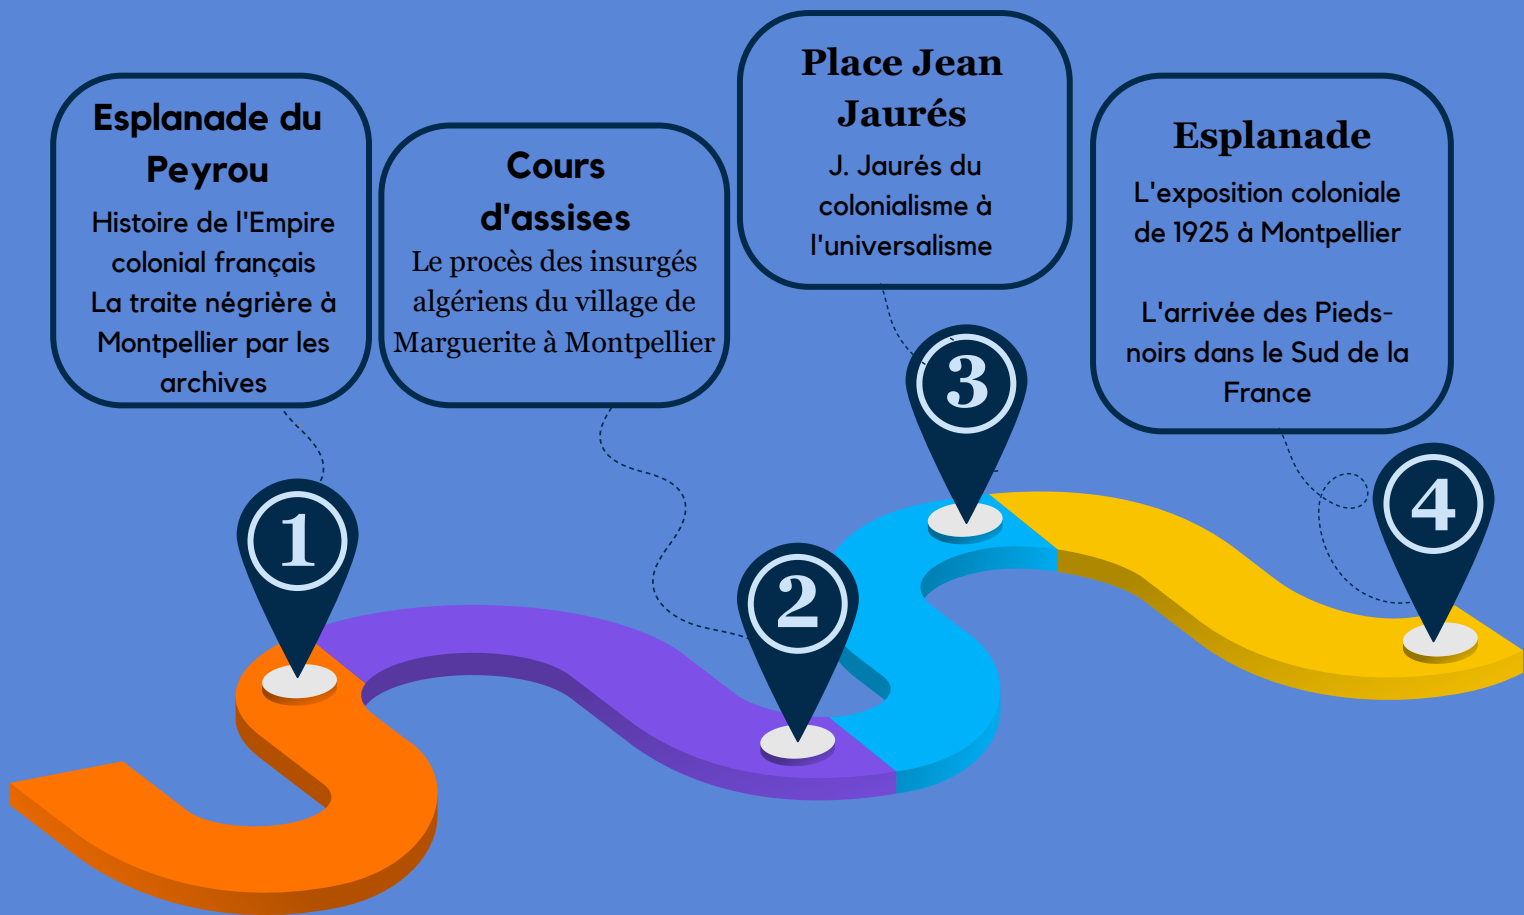 Esplanade du
Peyrou
Histoire de l'Empire
colonial français
La traite négrière à
Montpellier par les
archives
Cours
d'assises
Le procès des insurgés
algériens du village de
Marguerite à Montpellier
Place Jean
Jaurés
J. Jaurés du
colonialisme à
l'universalisme
Esplanade
L'exposition coloniale
de 1925 à Montpellier
L'arrivée des Pieds-
noirs dans le Sud de la
France
1
2
3
4